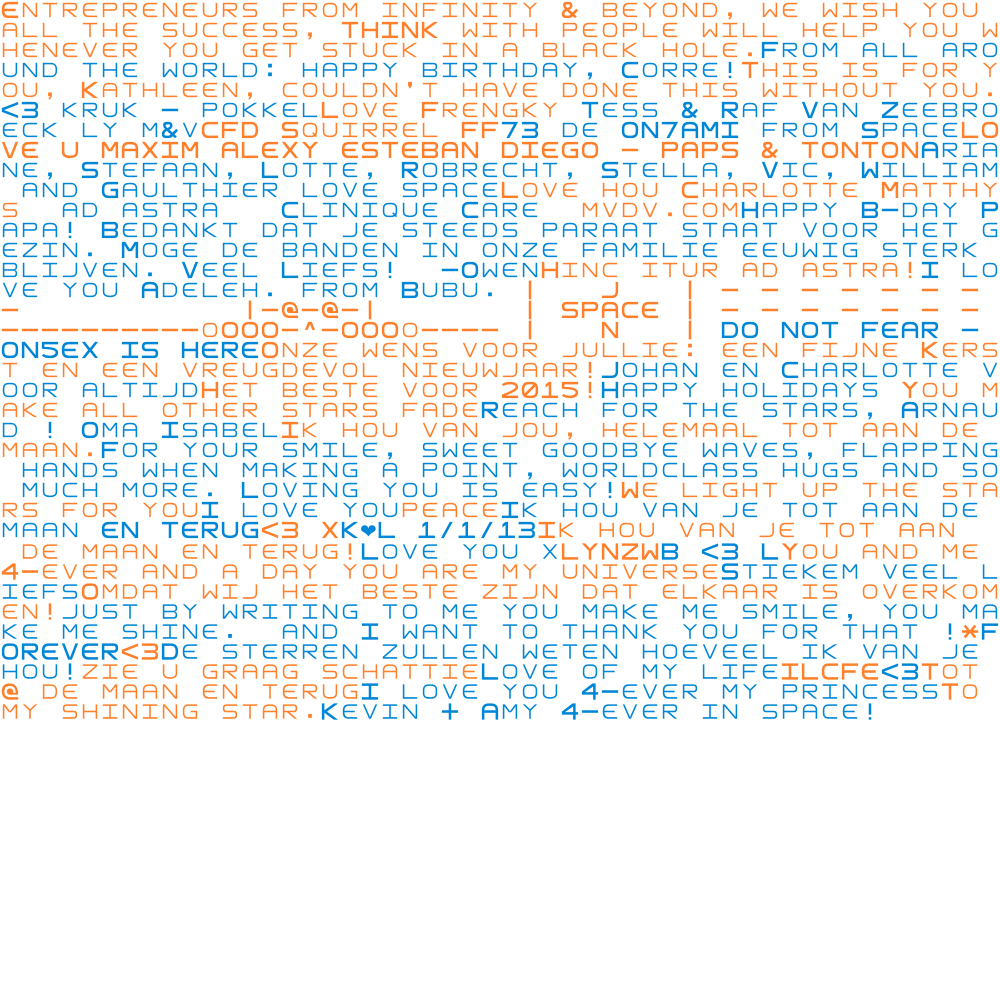 ENTREPRENEURS FROM INFINITY & BEYOND, WE WISH YOU
ALL THE SUCCESS, THINK WITH PEOPLE WILL HELP YOU W
HENEVER YOU GET STUCK IN A BLACK HOLE.FROM ALL ARO
UND THE WORLD: HAPPY BIRTHDAY, CORRE!THIS IS FOR Y
OU, KATHLEEN, COULDN'T HAVE DONE THIS WITHOUT YOU.
<3 KRUK – POKKELLOVE FRENGKY TESS & RAF VAN ZEEBRO
ECK LY M&VCFD SQUIRREL FF73 DE ON7AMI FROM SPACELO
VE U MAXIM ALEXY ESTEBAN DIEGO – PAPS & TONTONARIA
NE, STEFAAN, LOTTE, ROBRECHT, STELLA, VIC, WILLIAM
AND GAULTHIER LOVE SPACELOVE HOU CHARLOTTE MATTHY
S  AD ASTRA   CLINIQUE CARE  MVDV.COMHAPPY B-DAY P
APA! BEDANKT DAT JE STEEDS PARAAT STAAT VOOR HET G
EZIN. MOGE DE BANDEN IN ONZE FAMILIE EEUWIG STERK
BLIJVEN. VEEL LIEFS!  -OWENHINC ITUR AD ASTRA!I LO
VE YOU ADELEH. FROM BUBU. |   J   | - - - - - - -
-           |-@-@-|       | SPACE | - - - - - - -
----------OOOO-^-OOOO---- |   N   | DO NOT FEAR -
ON5EX IS HEREONZE WENS VOOR JULLIE: EEN FIJNE KERS
T EN EEN VREUGDEVOL NIEUWJAAR!JOHAN EN CHARLOTTE V
OOR ALTIJDHET BESTE VOOR 2015!HAPPY HOLIDAYS YOU M
AKE ALL OTHER STARS FADEREACH FOR THE STARS, ARNAU
D ! OMA ISABELIK HOU VAN JOU, HELEMAAL TOT AAN DE
MAAN.FOR YOUR SMILE, SWEET GOODBYE WAVES, FLAPPING
HANDS WHEN MAKING A POINT, WORLDCLASS HUGS AND SO
MUCH MORE. LOVING YOU IS EASY!WE LIGHT UP THE STA
RS FOR YOUI LOVE YOUPEACEIK HOU VAN JE TOT AAN DE
MAAN EN TERUG<3 XK❤L 1/1/13IK HOU VAN JE TOT AAN
DE MAAN EN TERUG!LOVE YOU XLYNZWB <3 LYOU AND ME
4-EVER AND A DAY YOU ARE MY UNIVERSESTIEKEM VEEL L
IEFSOMDAT WIJ HET BESTE ZIJN DAT ELKAAR IS OVERKOM
EN!JUST BY WRITING TO ME YOU MAKE ME SMILE, YOU MA
KE ME SHINE.  AND I WANT TO THANK YOU FOR THAT !*F
OREVER<3DE STERREN ZULLEN WETEN HOEVEEL IK VAN JE
HOU!ZIE U GRAAG SCHATTIELOVE OF MY LIFEILCFE<3TOT
@ DE MAAN EN TERUGI LOVE YOU 4-EVER MY PRINCESSTO
MY SHINING STAR.KEVIN + AMY 4-EVER IN SPACE!